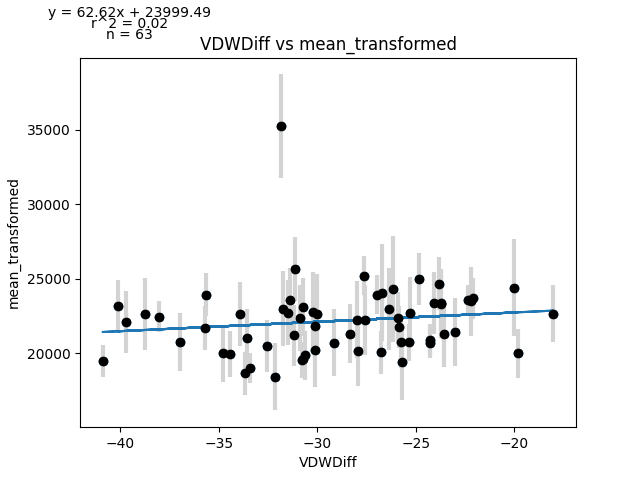 y = 62.62x + 23999.49
r^2 = 0.02
n = 63
VDWDiff vs mean_transformed
mean_transformed
35000
30000
25000
20000
−40
−35
−30
−25
−20
VDWDiff